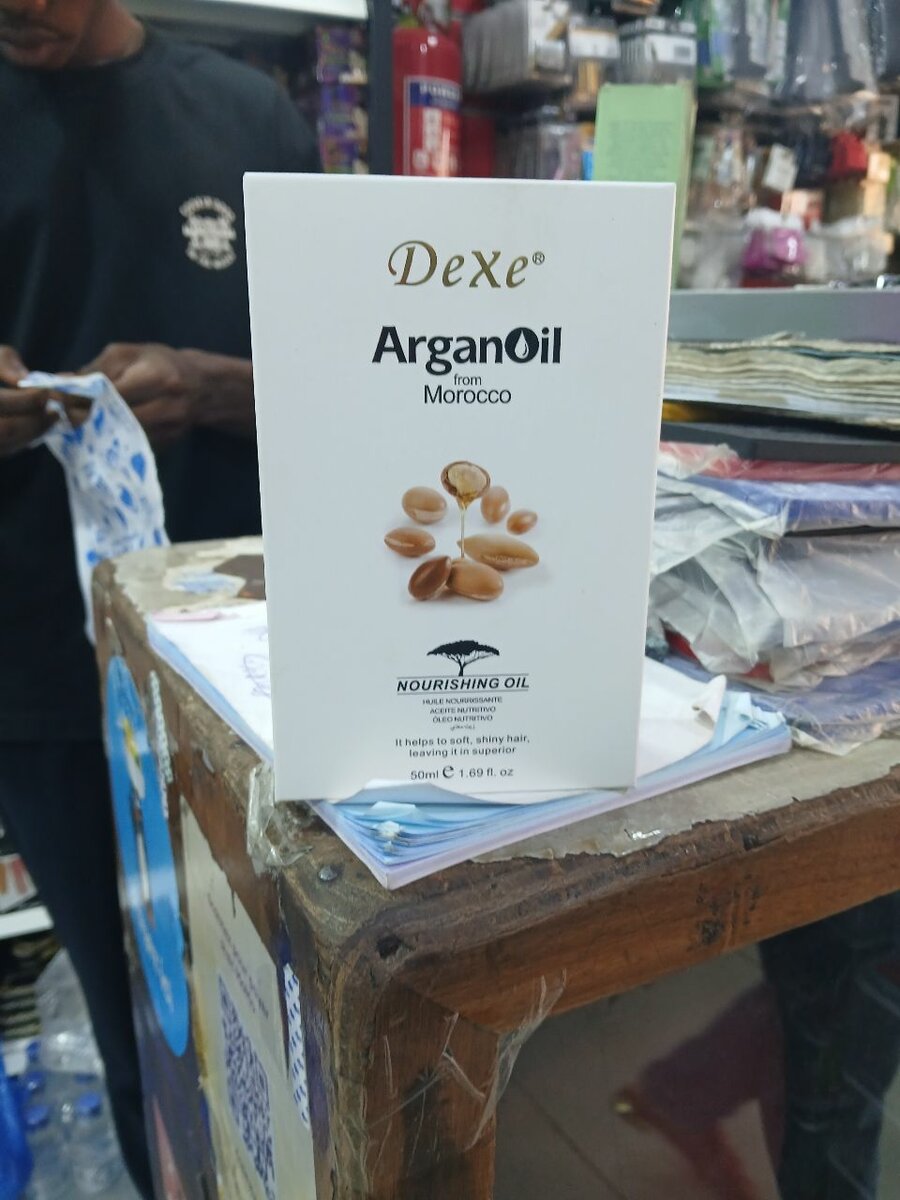 DeXe®
ArganOil
from
Morocco
NOURISHING OIL
HUILE NOURRISSANTE
ACEITE NUTRITIVO
ÓLEO NUTRITIVO
It helps to soft, shiny hair,
leaving it in superior
50ml e 1.69 fl. oz